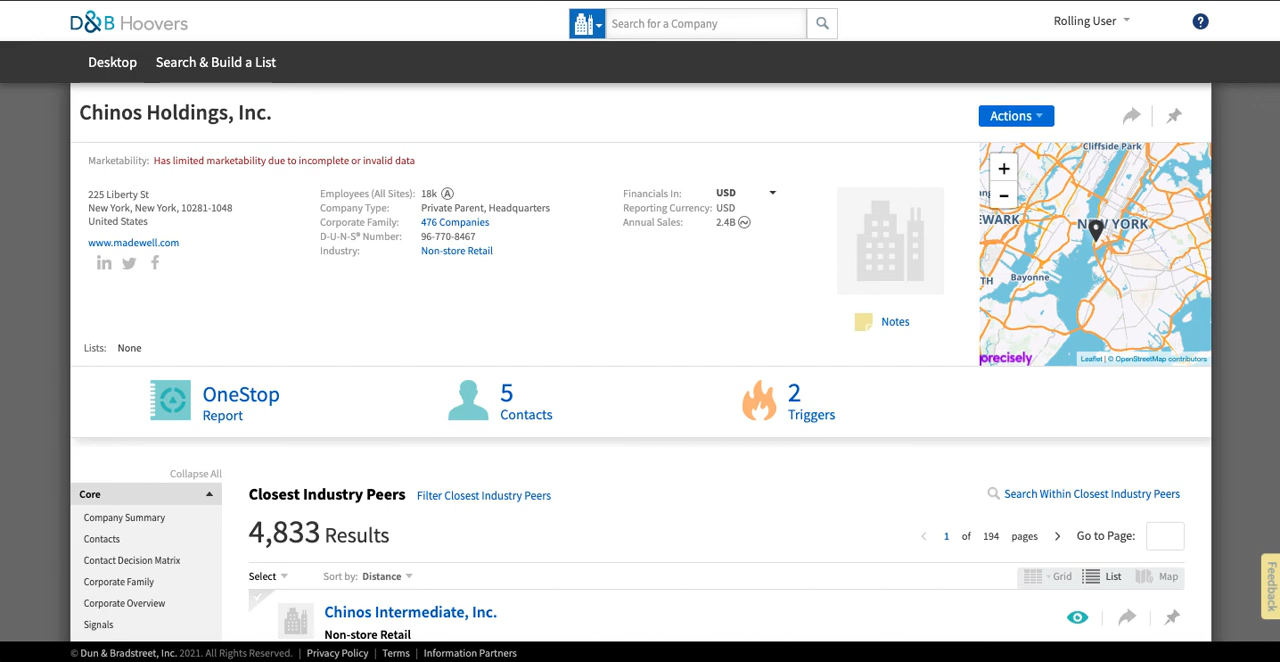 D&B Hoovers
Search for a Company
Rolling User
?
Desktop
Search & Build a List
Chinos Holdings, Inc.
Actions
Marketability: Has limited marketability due to incomplete or invalid data
225 Liberty St
New York, New York, 10281-1048
United States
www.madewell.com
Employees (All Sites): 18k A
Company Type: Private Parent, Headquarters
Corporate Family: 476 Companies
D-U-N-S® Number: 96-770-8467
Industry: Non-store Retail
Financials In: USD
Reporting Currency: USD
Annual Sales: 2.4B
Notes
Lists: None
+
−
Cliffside Park
EWARK
NEW YORK
Bayonne
TH
precisely
Leaflet | © OpenStreetMap contributors
OneStop
Report
5
Contacts
2
Triggers
Collapse All
Core
Company Summary
Contacts
Contact Decision Matrix
Corporate Family
Corporate Overview
Signals
Closest Industry Peers
Filter Closest Industry Peers
Search Within Closest Industry Peers
4,833 Results
1 of 194 pages
Go to Page:
Select
Sort by: Distance
Grid
List
Map
Chinos Intermediate, Inc.
Non-store Retail
Feedback
© Dun & Bradstreet, Inc. 2021. All Rights Reserved. | Privacy Policy | Terms | Information Partners